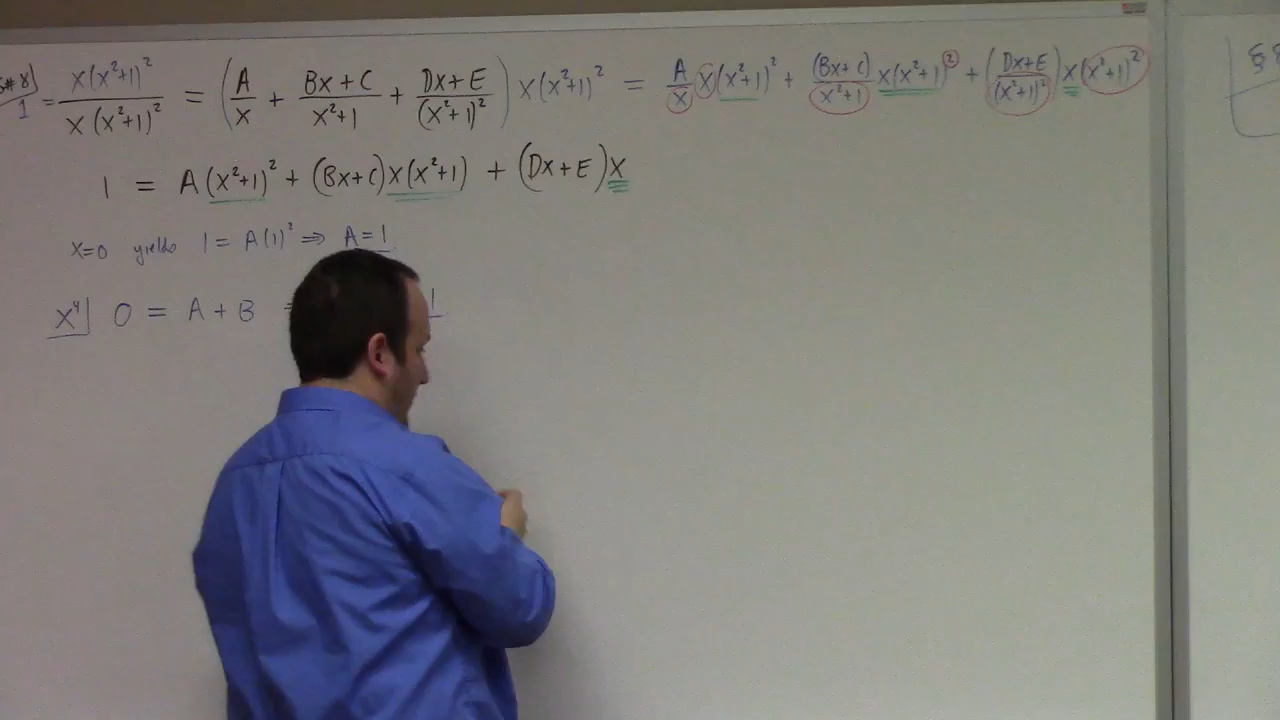 #8) 1 = x(x²+1)²/x(x²+1)² = (A/x + Bx+C/x²+1 + Dx+E/(x²+1)²) x(x²+1)² = A/x x(x²+1)² + (Bx+C)/x²+1 x(x²+1)² + (Dx+E/(x²+1)²) x(x²+1)²
1 = A(x²+1)² + (Bx+C)x(x²+1) + (Dx+E)x
x=0 yields 1 = A(1)² ⇒ A=1
x⁴| 0 = A + B 1